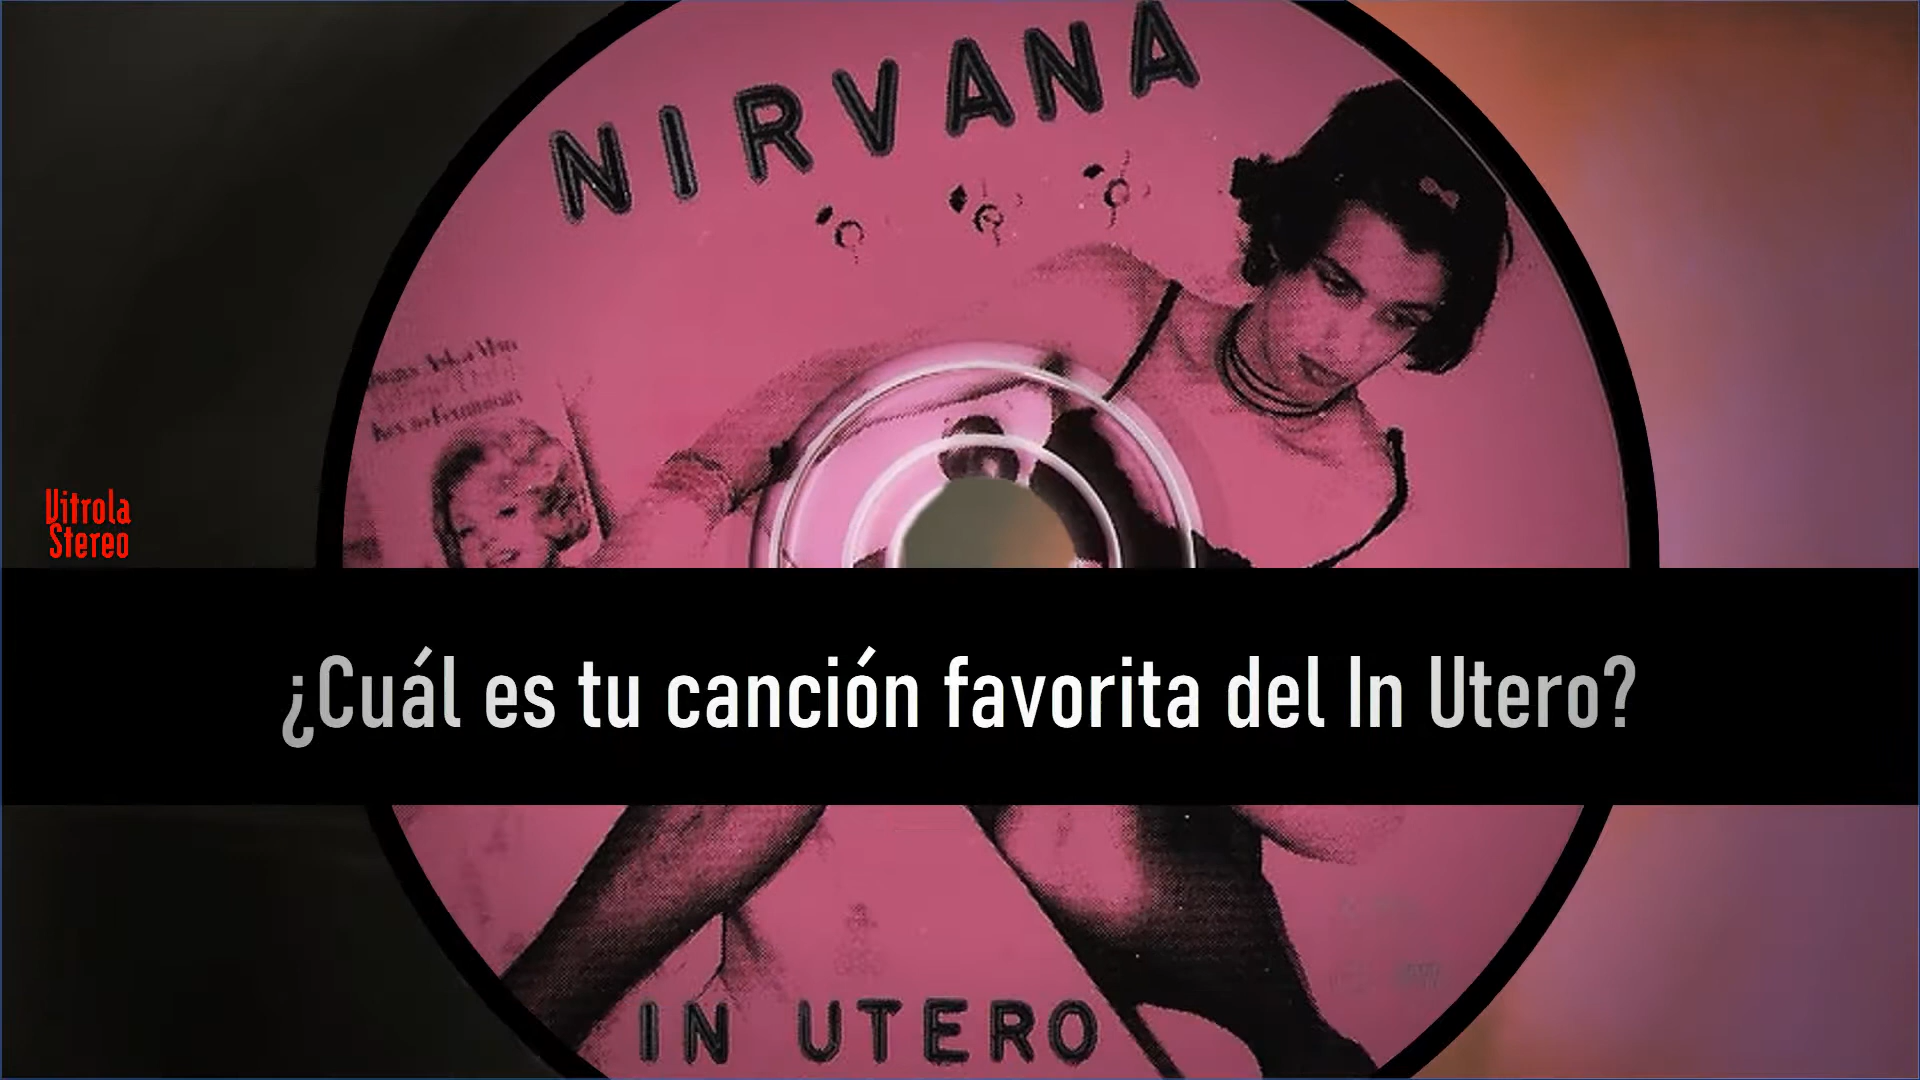 NIRVANA
Vitrola
Stereo
¿Cuál es tu canción favorita del In Utero?
IN UTERO